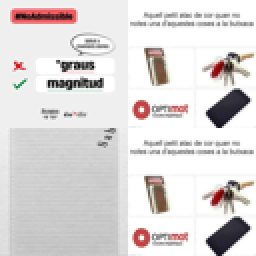 #NoAdmissible
*graus
magnitud
Aquell petit atac de cor quan no
notes una d'aquestes coses a la butxaca
OPTIMOT
Aquell petit atac de cor quan no
notes una d'aquestes coses a la butxaca
OPTIMOT